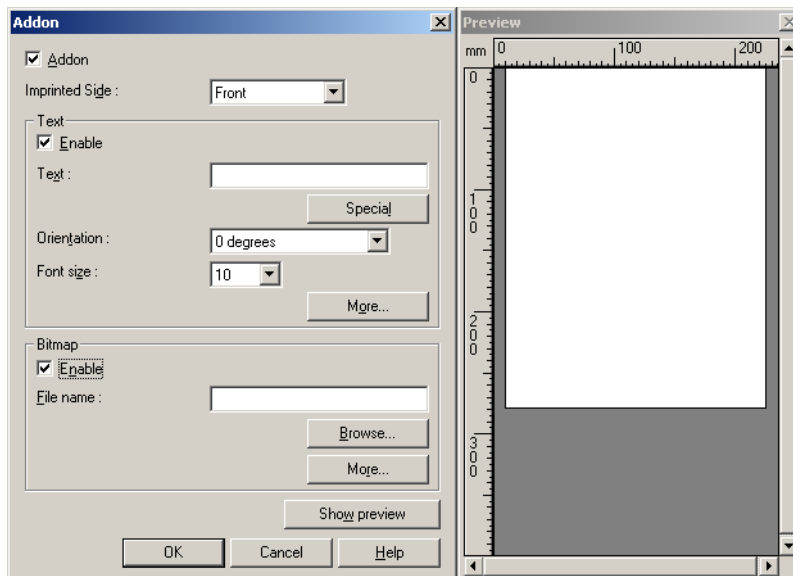 Addon
Addon
Imprinted Side :
Front
Text
Enable
Text :
Special
Orientation :
0 degrees
Font size :
10
More...
Bitmap
Enable
File name :
Browse...
More...
Show preview
OK
Cancel
Help
Preview
mm
0
100
200
0
100
200
300